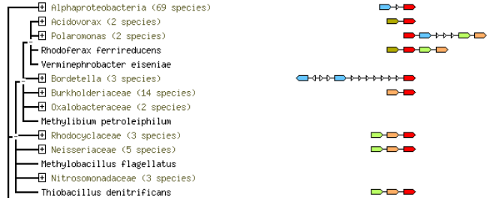 Alphaproteobacteria (69 species)
Acidovorax (2 species)
Polaromonas (2 species)
Rhodoferax ferrireducens
Verminephrobacter eiseniae
Bordetella (3 species)
Burkholderiaceae (14 species)
Oxalobacteraceae (2 species)
Methylibium petroleiphilum
Rhodocyclaceae (3 species)
Neisseriaceae (5 species)
Methylobacillus flagellatus
Nitrosomonadaceae (3 species)
Thiobacillus denitrificans